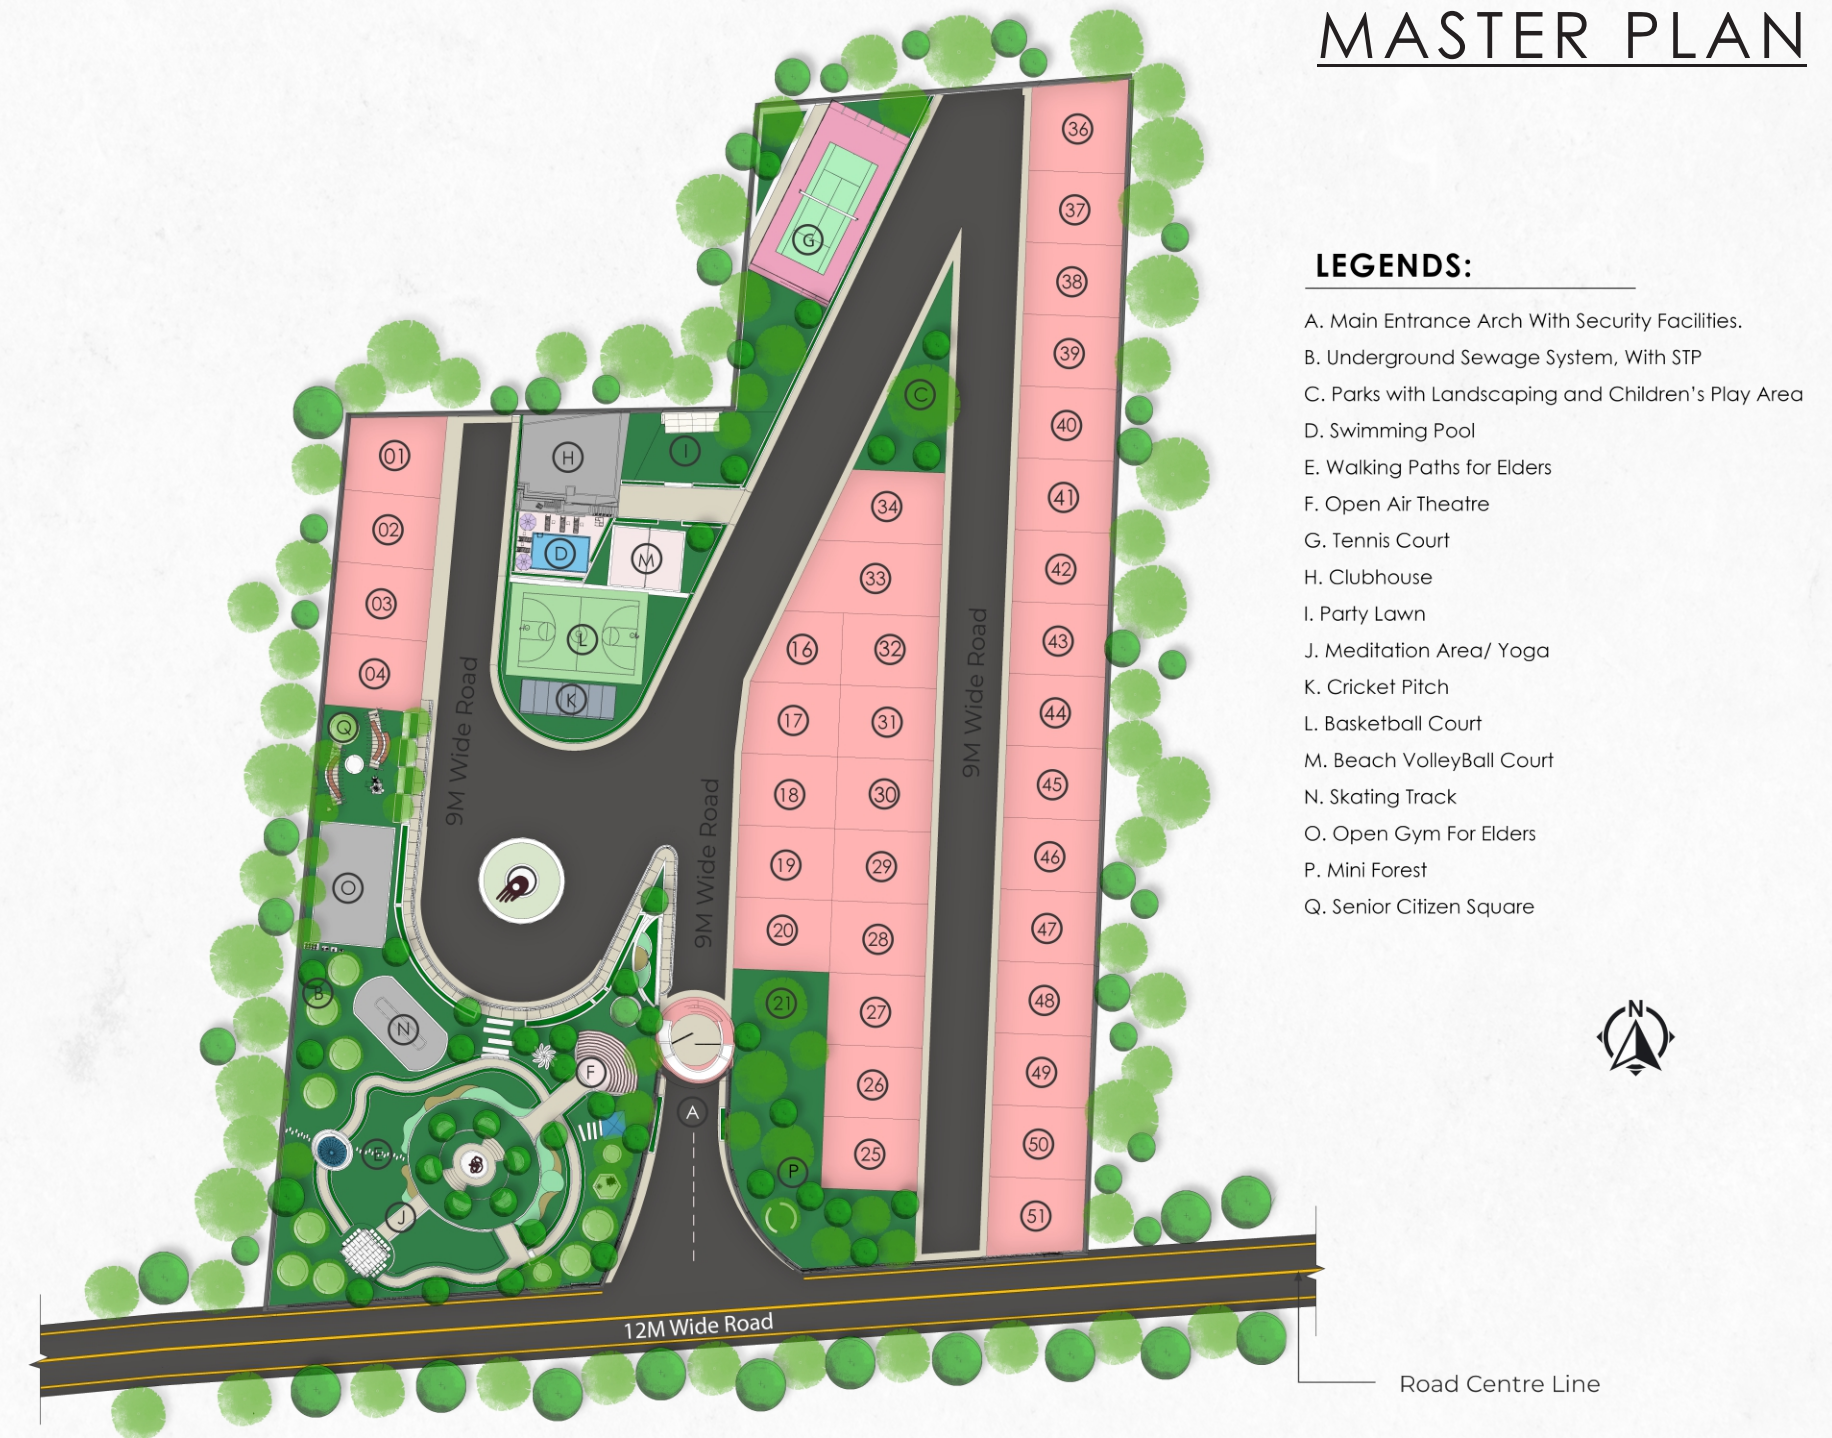 MASTER PLAN
LEGENDS:
A. Main Entrance Arch With Security Facilities.
B. Underground Sewage System, With STP
C. Parks with Landscaping and Children's Play Area
D. Swimming Pool
E. Walking Paths for Elders
F. Open Air Theatre
G. Tennis Court
H. Clubhouse
I. Party Lawn
J. Meditation Area/ Yoga
K. Cricket Pitch
L. Basketball Court
M. Beach VolleyBall Court
N. Skating Track
O. Open Gym For Elders
P. Mini Forest
Q. Senior Citizen Square
N
36
37
38
39
40
41
42
43
44
45
46
47
48
49
50
51
G
C
01
02
03
04
H
I
D
M
L
K
34
33
16
32
17
31
18
30
19
29
20
28
21
27
26
25
Q
O
B
N
F
A
E
J
P
9M Wide Road
9M Wide Road
9M Wide Road
12M Wide Road
Road Centre Line